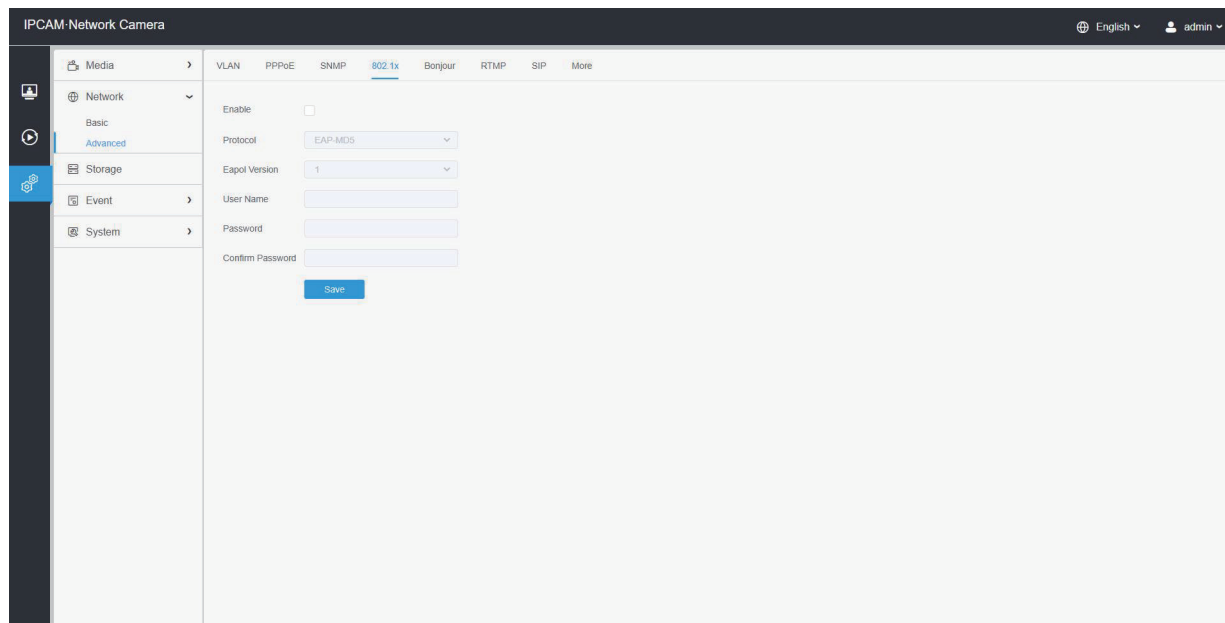 IPCAM·Network Camera
English
admin
Media
Network
Basic
Advanced
Storage
Event
System
VLAN PPPoE SNMP 802.1x Bonjour RTMP SIP More
Enable
Protocol EAP-MD5
Eapol Version 1
User Name
Password
Confirm Password
Save